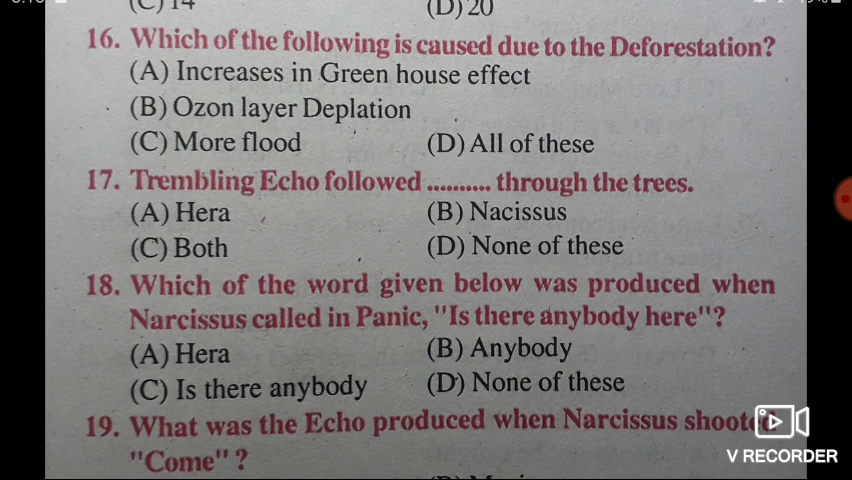 (C) 14 (D) 20
16. Which of the following is caused due to the Deforestation?
(A) Increases in Green house effect
(B) Ozon layer Deplation
(C) More flood (D) All of these
17. Trembling Echo followed .......... through the trees.
(A) Hera (B) Nacissus
(C) Both (D) None of these
18. Which of the word given below was produced when
Narcissus called in Panic, "Is there anybody here"?
(A) Hera (B) Anybody
(C) Is there anybody (D) None of these
19. What was the Echo produced when Narcissus shooted
"Come" ?
V RECORDER